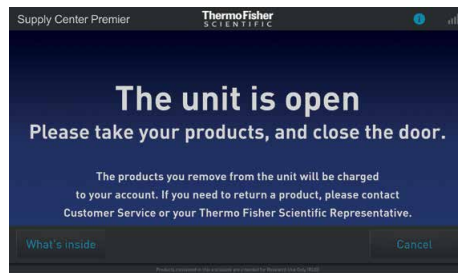 Supply Center Premier
ThermoFisher
SCIENTIFIC
The unit is open
Please take your products, and close the door.
The products you remove from the unit will be charged
to your account. If you need to return a product, please contact
Customer Service or your Thermo Fisher Scientific Representative.
What's inside
Cancel